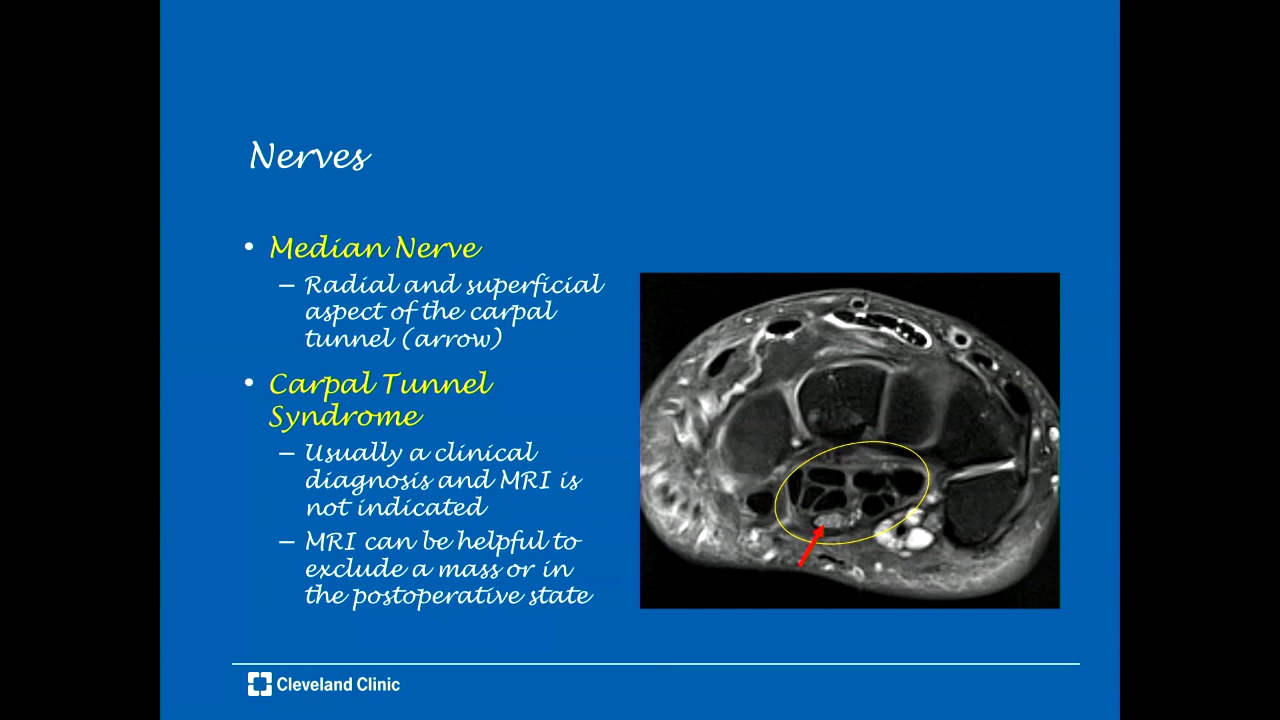 Nerves
• Median Nerve
– Radial and superficial
aspect of the carpal
tunnel (arrow)
• Carpal Tunnel
Syndrome
– Usually a clinical
diagnosis and MRI is
not indicated
– MRI can be helpful to
exclude a mass or in
the postoperative state
Cleveland Clinic